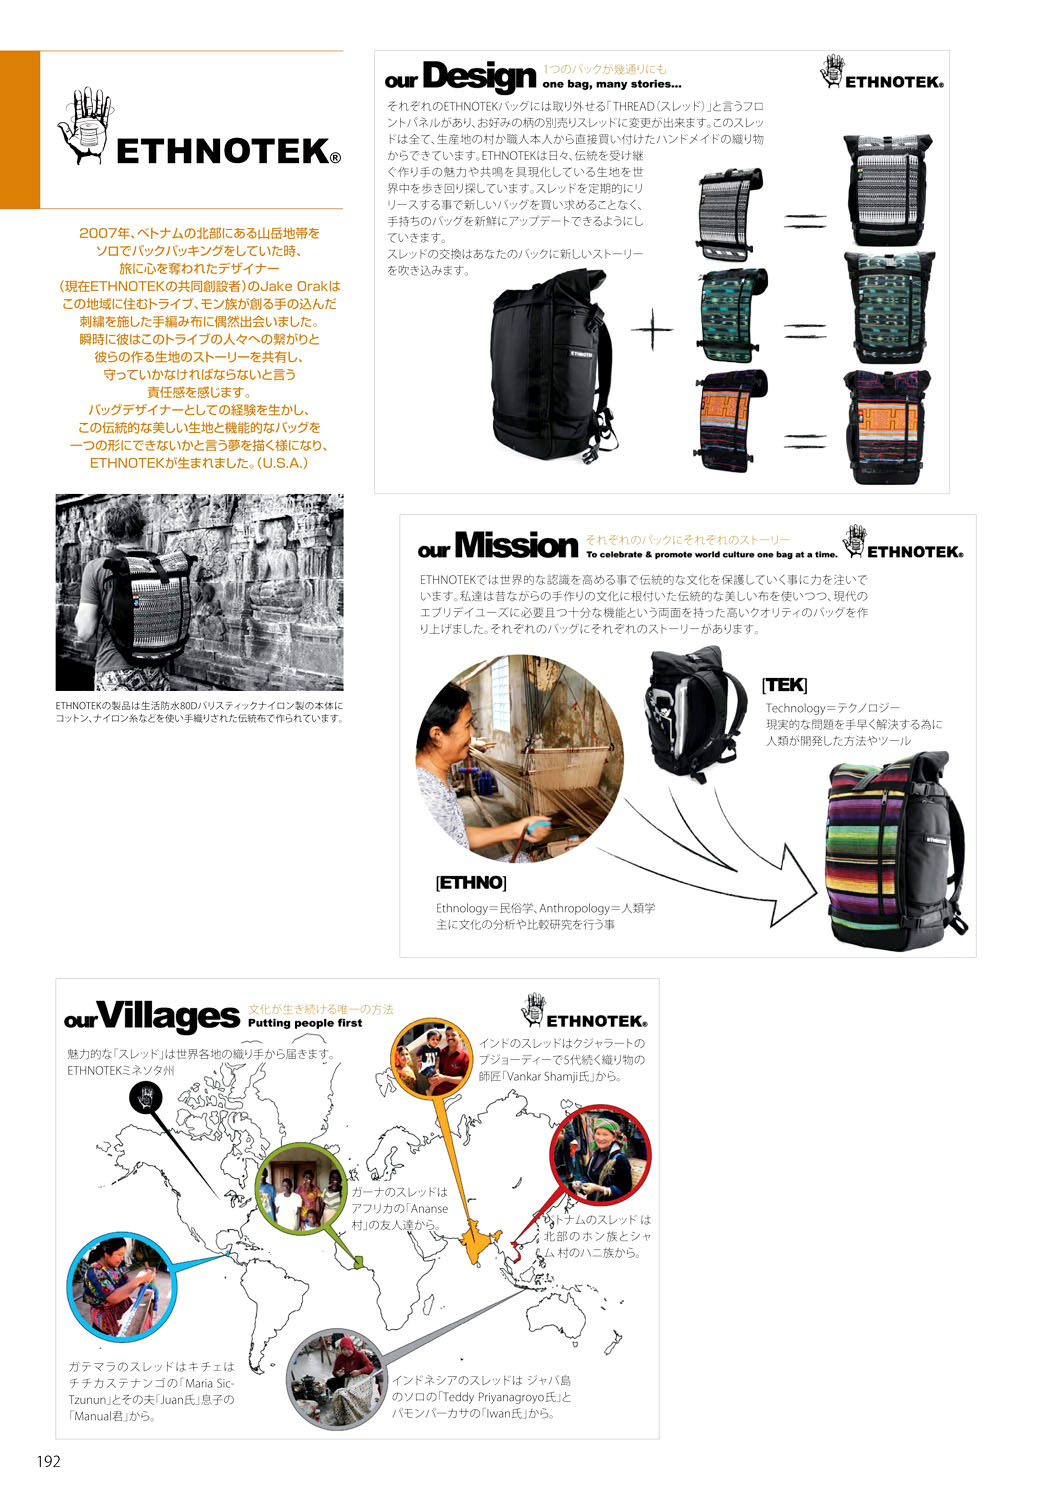 ETHNOTEK®
2007年、ベトナムの北部にある山岳地帯を
ソロでバックパッキングをしていた時、
旅に心を奪われたデザイナー
（現在ETHNOTEKの共同創設者）のJake Orakは
この地域に住むトライブ、モン族が創る手の込んだ
刺繍を施した手編み布に偶然出会いました。
瞬時に彼はこのトライブの人々への繋がりと
彼らの作る生地のストーリーを共有し、
守っていかなければならないと言う
責任感を感じます。
バッグデザイナーとしての経験を生かし、
この伝統的な美しい生地と機能的なバッグを
一つの形にできないかと言う夢を描く様になり、
ETHNOTEKが生まれました。（U.S.A.）
ETHNOTEKの製品は生活防水80Dバリスティックナイロン製の本体に
コットン、ナイロン糸などを使い手織りされた伝統布で作られています。
our Design 1つのバックが幾通りにも
one bag, many stories...
ETHNOTEK®
それぞれのETHNOTEKバッグには取り外せる「THREAD（スレッド）」と言うフロ
ントパネルがあり、お好みの柄の別売りスレッドに変更が出来ます。このスレッ
ドは全て、生産地の村か職人本人から直接買い付けたハンドメイドの織り物
からできています。ETHNOTEKは日々、伝統を受け継
ぐ作り手の魅力や共鳴を具現化している生地を世
界中を歩き回り探しています。スレッドを定期的にリ
リースする事で新しいバッグを買い求めることなく、
手持ちのバッグを新鮮にアップデートできるようにし
ていきます。
スレッドの交換はあなたのバックに新しいストーリー
を吹き込みます。
ETHNOTEK
our Mission それぞれのバックにそれぞれのストーリー
To celebrate & promote world culture one bag at a time.
ETHNOTEK®
ETHNOTEKでは世界的な認識を高める事で伝統的な文化を保護していく事に力を注いで
います。私達は昔ながらの手作りの文化に根付いた伝統的な美しい布を使いつつ、現代の
エブリデイユーズに必要且つ十分な機能という両面を持った高いクオリティのバッグを作
り上げました。それぞれのバッグにそれぞれのストーリーがあります。
[TEK]
Technology＝テクノロジー
現実的な問題を手早く解決する為に
人類が開発した方法やツール
[ETHNO]
Ethnology＝民俗学、Anthropology＝人類学
主に文化の分析や比較研究を行う事
our Villages 文化が生き続ける唯一の方法
Putting people first
ETHNOTEK®
魅力的な「スレッド」は世界各地の織り手から届きます。
ETHNOTEKミネソタ州
インドのスレッドはクジャラートの
ブジョーディーで5代続く織り物の
師匠「Vankar Shamji氏」から。
ガーナのスレッドは
アフリカの「Ananse
村」の友人達から。
ベトナムのスレッド は
北部のホン族とシャ
ム 村のハニ族から。
ガテマラのスレッドはキチェは
チチカステナンゴの「Maria Sic-
Tzunun」とその夫「Juan氏」息子の
「Manual君」から。
インドネシアのスレッドは ジャバ島
のソロの「Teddy Priyanagroyo氏」と
パモンパーカサの「Iwan氏」から。
192